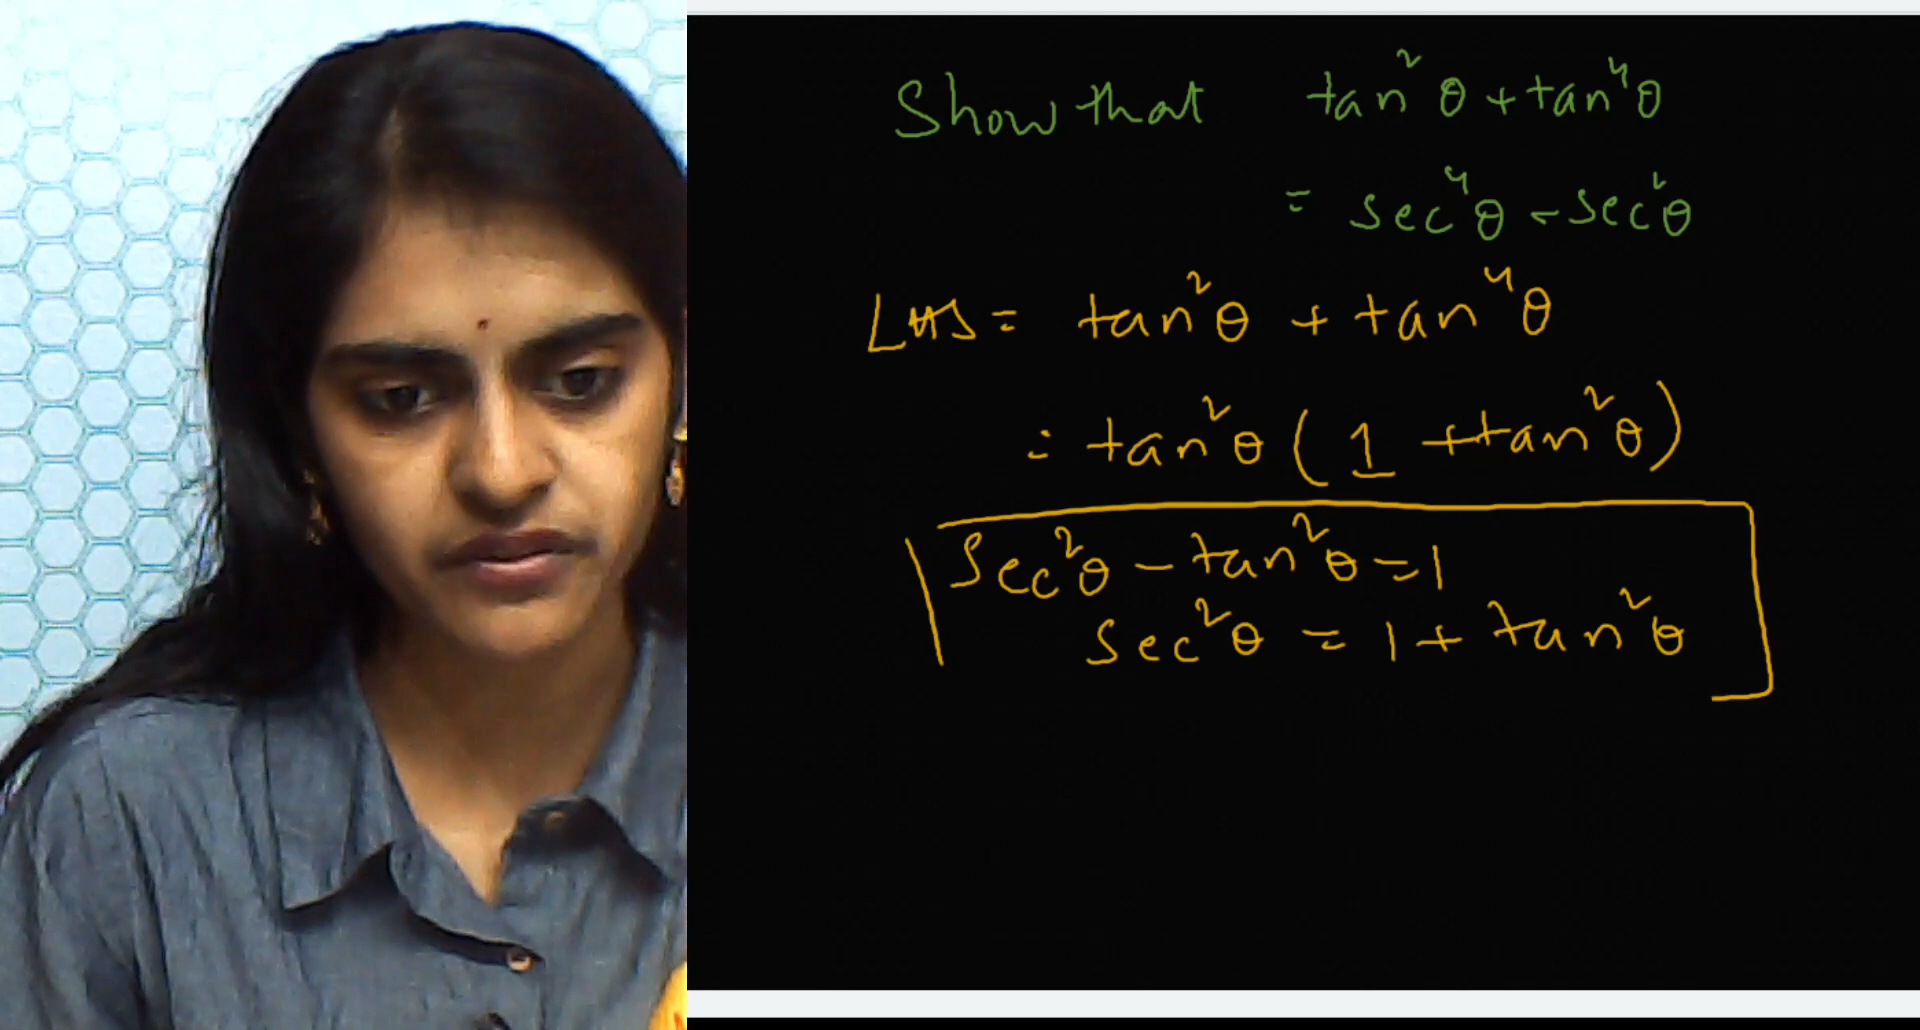 Show that tan²θ + tan⁴θ
= sec⁴θ - sec²θ
LHS = tan²θ + tan⁴θ
= tan²θ (1 + tan²θ)
sec²θ - tan²θ = 1
sec²θ = 1 + tan²θ